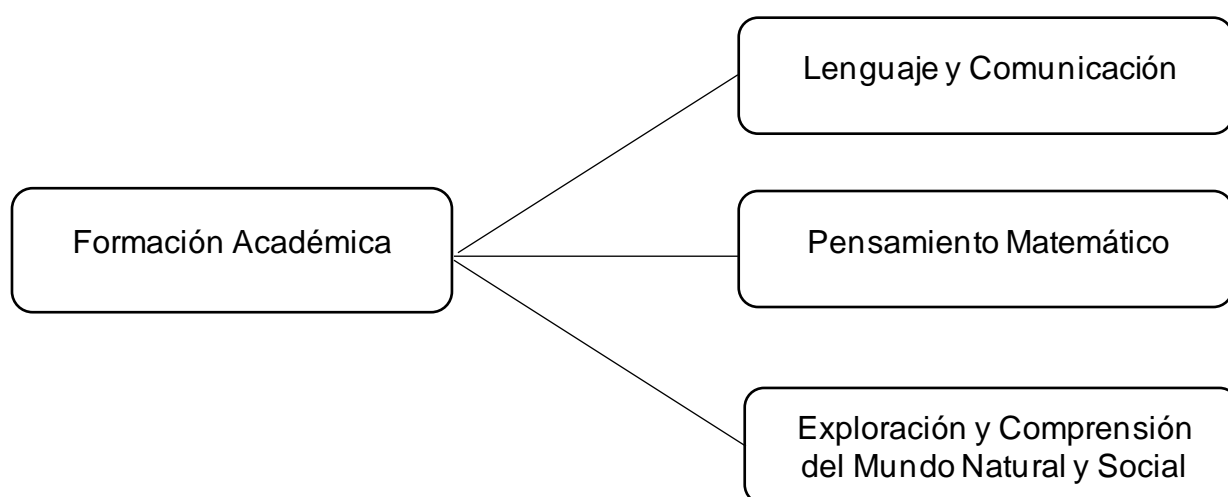 Lenguaje y Comunicación
Formación Académica
Pensamiento Matemático
Exploración y Comprensión
del Mundo Natural y Social